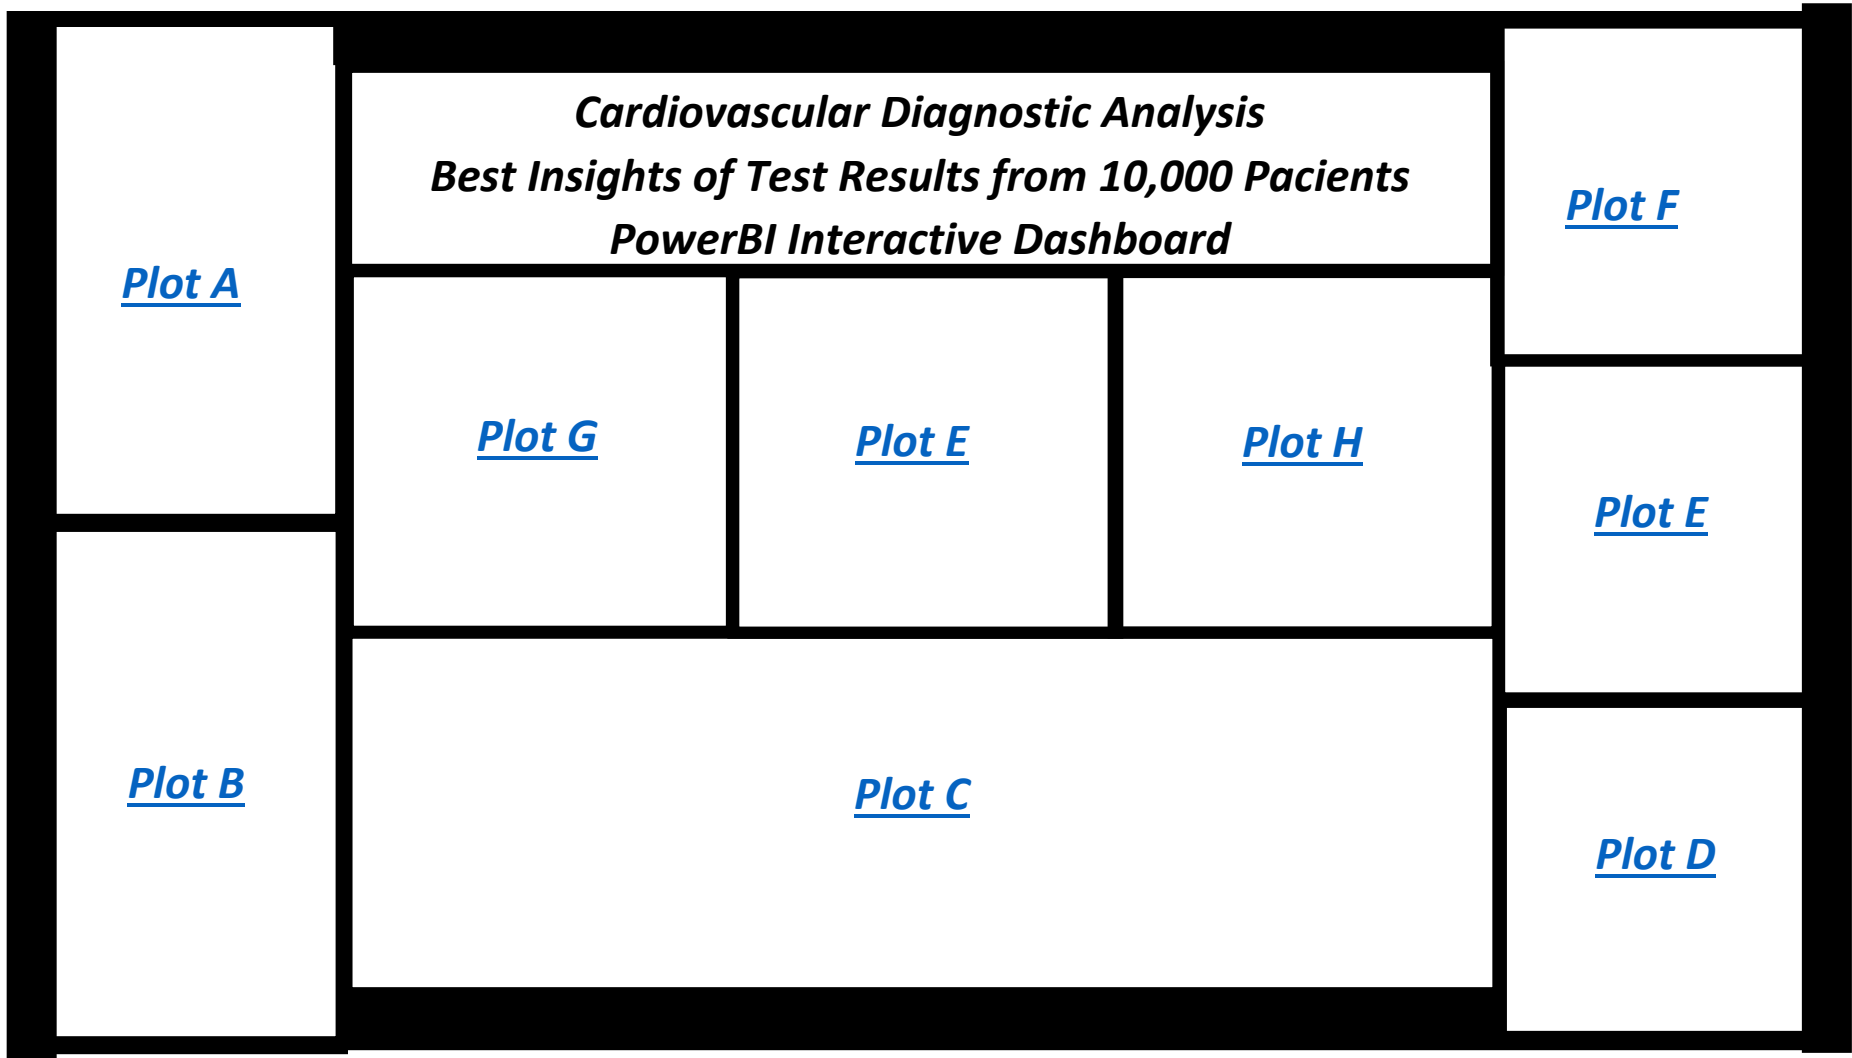 Cardiovascular Diagnostic Analysis
Best Insights of Test Results from 10,000 Pacients
PowerBI Interactive Dashboard
Plot A
Plot F
Plot G
Plot E
Plot H
Plot E
Plot B
Plot C
Plot D